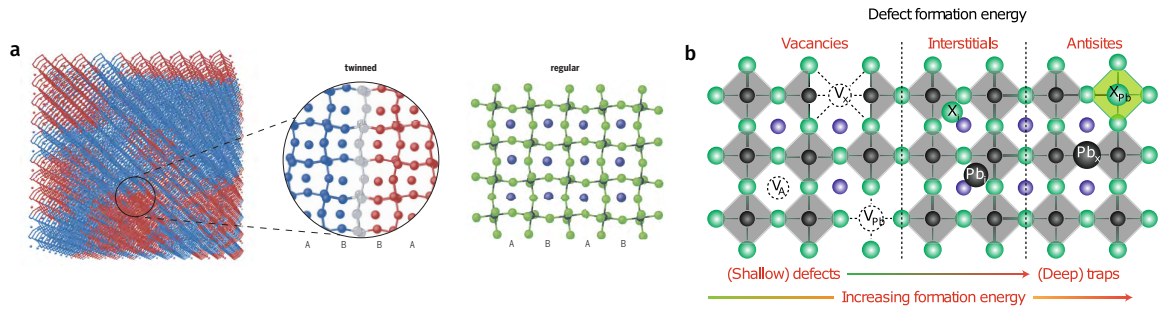 a
twinned
regular
A B B A
A B A B
b
Defect formation energy
Vacancies
Interstitials
Antisites
Vx
XPb
Xi
Pbx
Pbi
VA
VPb
(Shallow) defects
(Deep) traps
Increasing formation energy